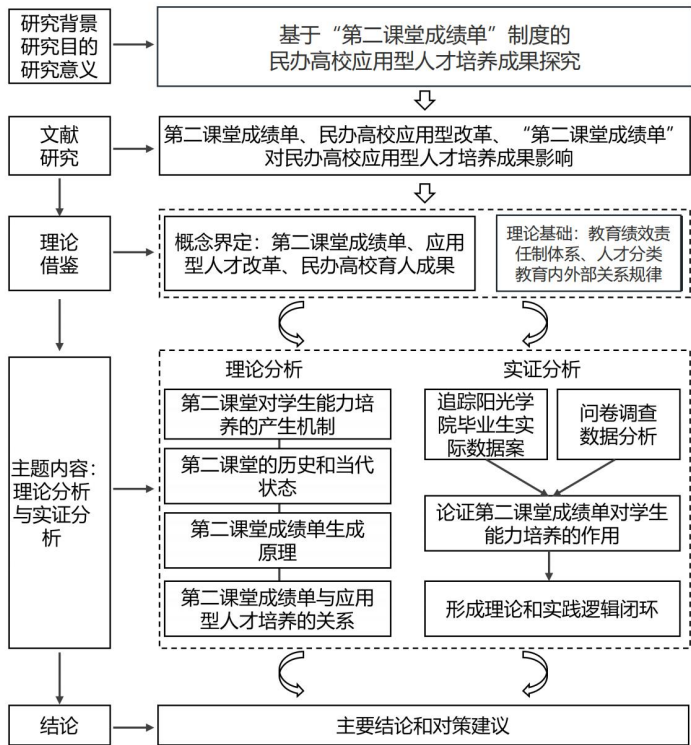 研究背景
研究目的
研究意义
基于“第二课堂成绩单”制度的
民办高校应用型人才培养成果探究
文献
研究
第二课堂成绩单、民办高校应用型改革、“第二课堂成绩单”
对民办高校应用型人才培养成果影响
理论
借鉴
概念界定：第二课堂成绩单、应用
型人才改革、民办高校育人成果
理论基础：教育绩效责
任制体系、人才分类
教育内外部关系规律
主题内容：
理论分析
与实证分
析
理论分析
第二课堂对学生能力培
养的产生机制
第二课堂的历史和当代
状态
第二课堂成绩单生成
原理
第二课堂成绩单与应用
型人才培养的关系
实证分析
追踪阳光学
院毕业生实
际数据案
问卷调查
数据分析
论证第二课堂成绩单对学生
能力培养的作用
形成理论和实践逻辑闭环
结论
主要结论和对策建议